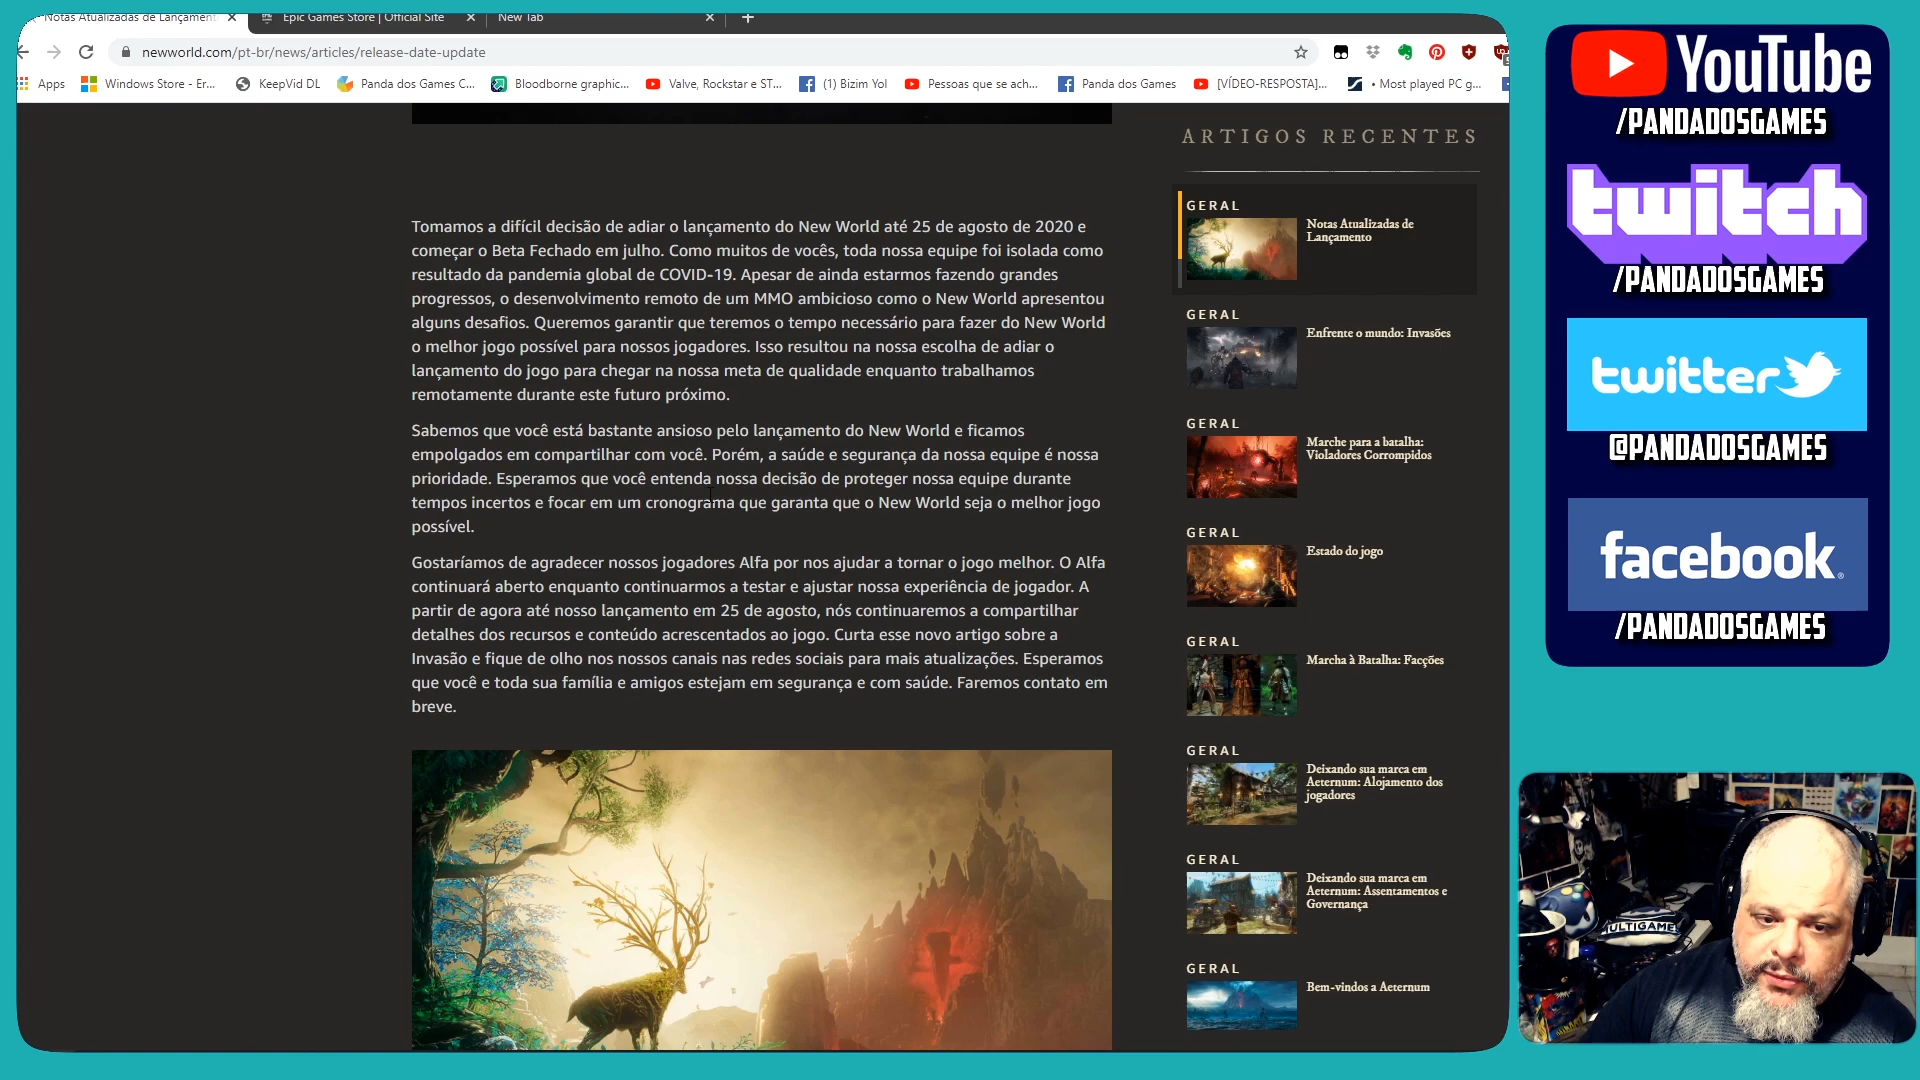 Notas Atualizadas de Lançament
Epic Games Store | Official Site
New Tab
newworld.com/pt-br/news/articles/release-date-update
Apps
Windows Store - Er...
KeepVid DL
Panda dos Games C...
Bloodborne graphic...
Valve, Rockstar e ST...
(1) Bizim Yol
Pessoas que se ach...
Panda dos Games
[VÍDEO-RESPOSTA]...
• Most played PC g...
Tomamos a difícil decisão de adiar o lançamento do New World até 25 de agosto de 2020 e
começar o Beta Fechado em julho. Como muitos de vocês, toda nossa equipe foi isolada como
resultado da pandemia global de COVID-19. Apesar de ainda estarmos fazendo grandes
progressos, o desenvolvimento remoto de um MMO ambicioso como o New World apresentou
alguns desafios. Queremos garantir que teremos o tempo necessário para fazer do New World
o melhor jogo possível para nossos jogadores. Isso resultou na nossa escolha de adiar o
lançamento do jogo para chegar na nossa meta de qualidade enquanto trabalhamos
remotamente durante este futuro próximo.
Sabemos que você está bastante ansioso pelo lançamento do New World e ficamos
empolgados em compartilhar com você. Porém, a saúde e segurança da nossa equipe é nossa
prioridade. Esperamos que você entenda nossa decisão de proteger nossa equipe durante
tempos incertos e focar em um cronograma que garanta que o New World seja o melhor jogo
possível.
Gostaríamos de agradecer nossos jogadores Alfa por nos ajudar a tornar o jogo melhor. O Alfa
continuará aberto enquanto continuarmos a testar e ajustar nossa experiência de jogador. A
partir de agora até nosso lançamento em 25 de agosto, nós continuaremos a compartilhar
detalhes dos recursos e conteúdo acrescentados ao jogo. Curta esse novo artigo sobre a
Invasão e fique de olho nos nossos canais nas redes sociais para mais atualizações. Esperamos
que você e toda sua família e amigos estejam em segurança e com saúde. Faremos contato em
breve.
ARTIGOS RECENTES
GERAL
Notas Atualizadas de
Lançamento
GERAL
Enfrente o mundo: Invasões
GERAL
Marche para a batalha:
Violadores Corrompidos
GERAL
Estado do jogo
GERAL
Marcha à Batalha: Facções
GERAL
Deixando sua marca em
Aeternum: Alojamento dos
jogadores
GERAL
Deixando sua marca em
Aeternum: Assentamentos e
Governança
GERAL
Bem-vindos a Aeternum
YouTube
/PANDADOSGAMES
twitch
/PANDADOSGAMES
twitter
@PANDADOSGAMES
facebook®
/PANDADOSGAMES
ULTIGAME